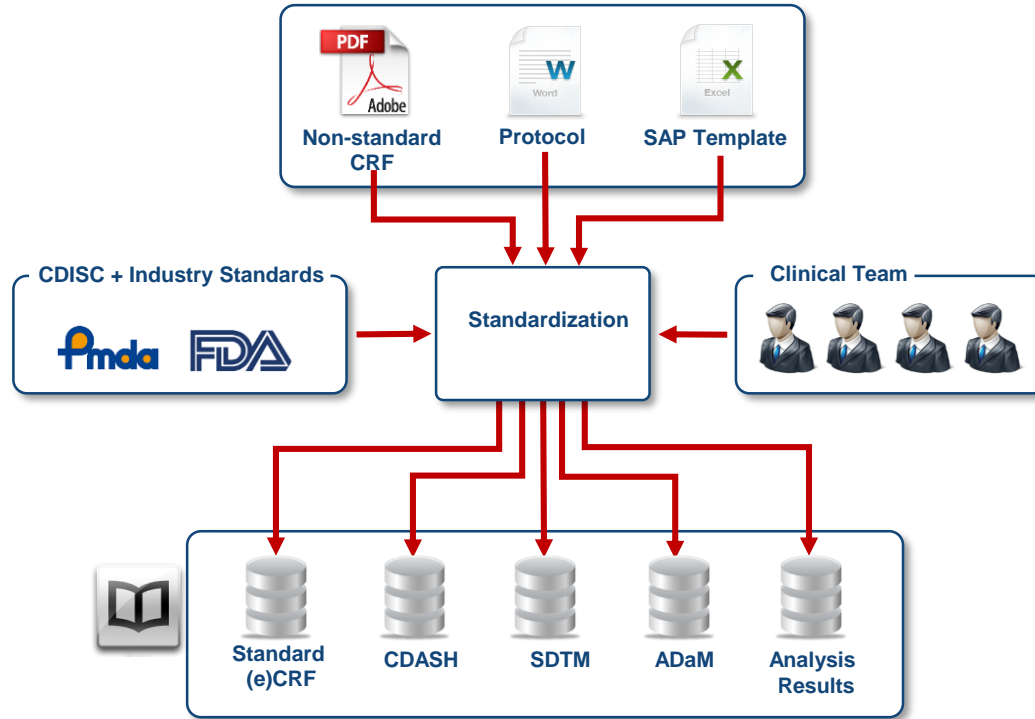 PDF
Adobe
W
Word
X
Excel
Non-standard
CRF
Protocol
SAP Template
CDISC + Industry Standards
Pmda
FDA
Standardization
Clinical Team
Standard
(e)CRF
CDASH
SDTM
ADaM
Analysis
Results